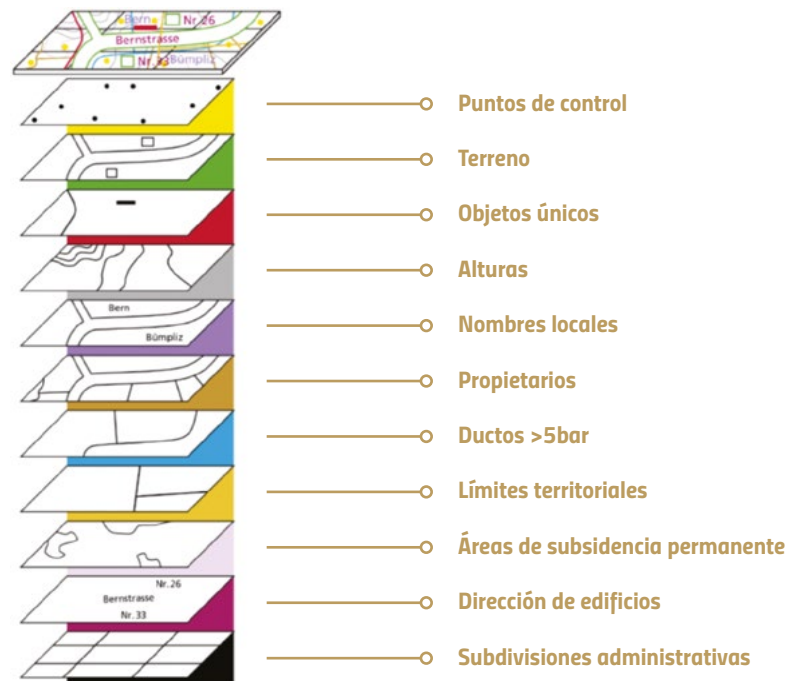 Bern
Nr. 26
Bernstrasse
Nr. 33
Bümpliz
Puntos de control
Terreno
Objetos únicos
Alturas
Bern
Bümpliz
Nombres locales
Propietarios
Ductos >5bar
Límites territoriales
Áreas de subsidencia permanente
Nr. 26
Bernstrasse
Nr. 33
Dirección de edificios
Subdivisiones administrativas